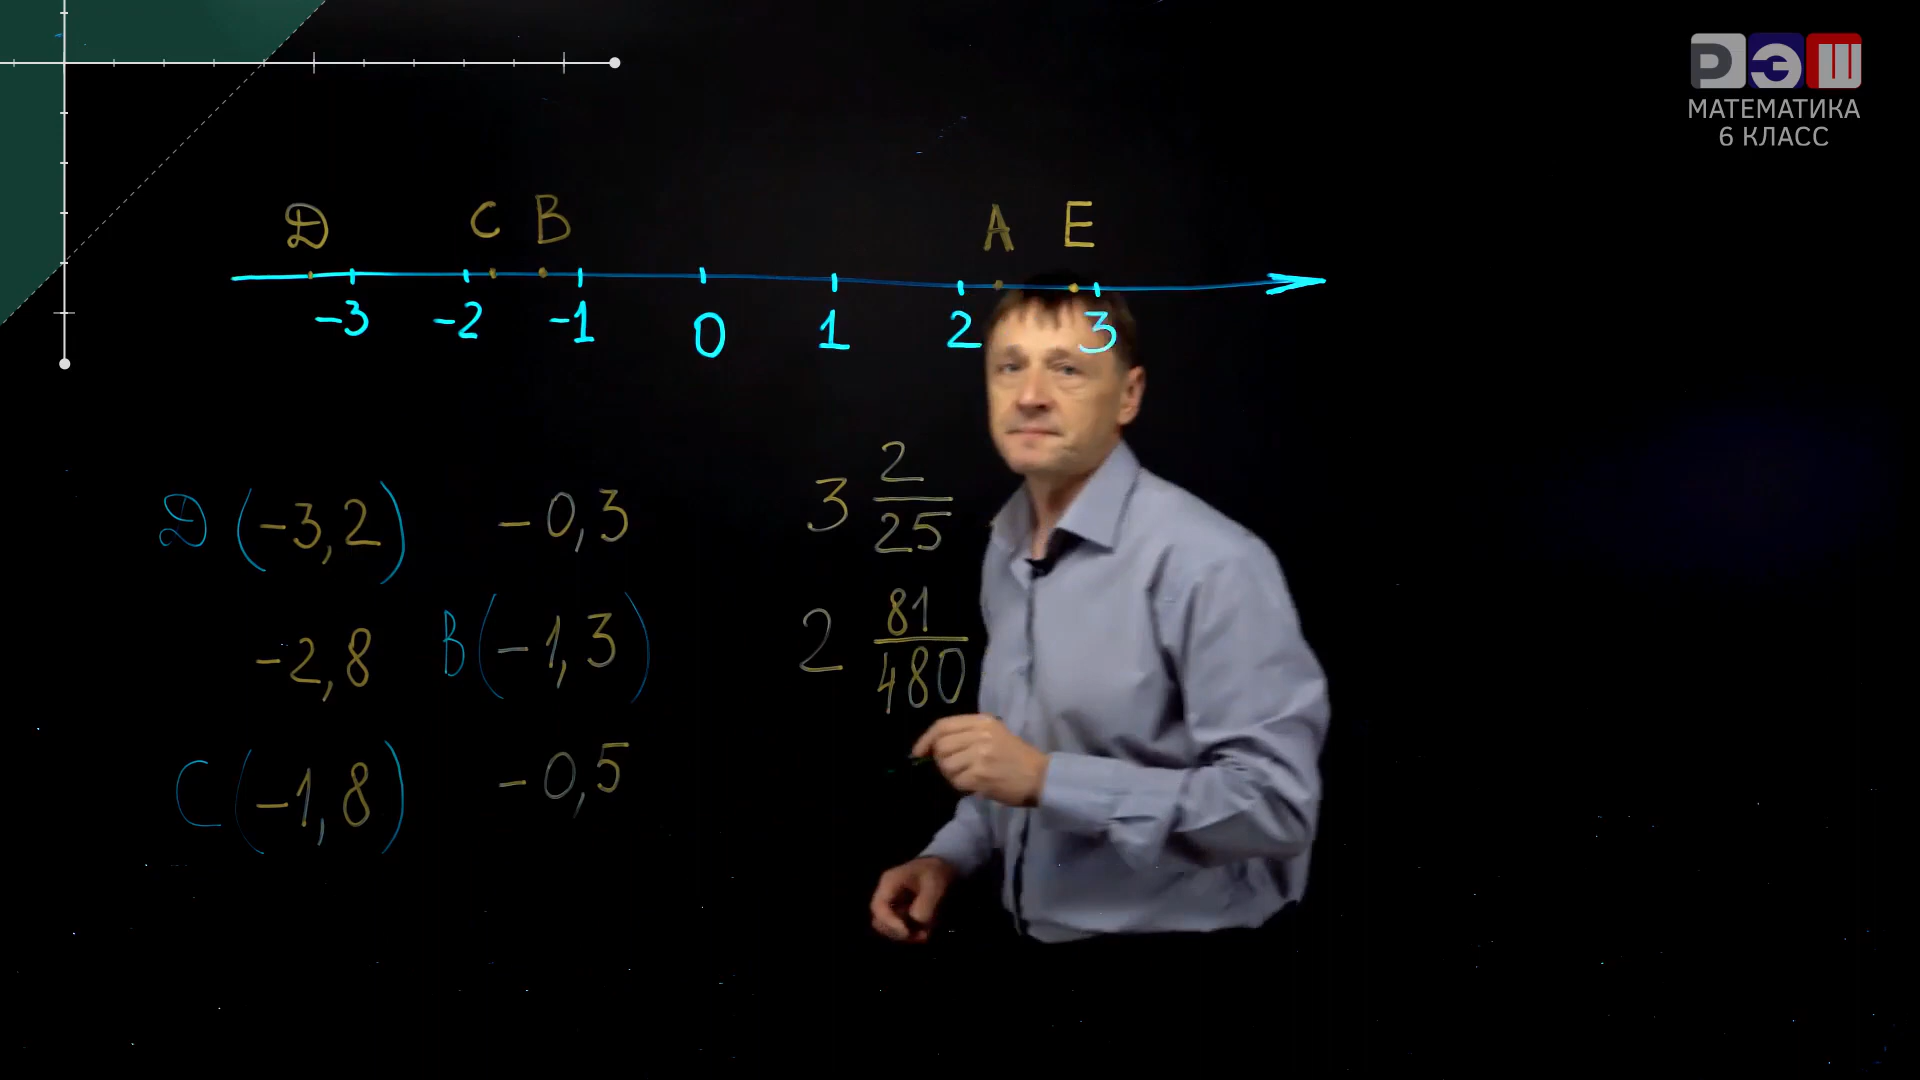 РЭШ
МАТЕМАТИКА
6 КЛАСС
D C B A E
-3 -2 -1 0 1 2 3
D (-3,2) -0,3 3 2/25
-2,8 B (-1,3) 2 81/480
C (-1,8) -0,5